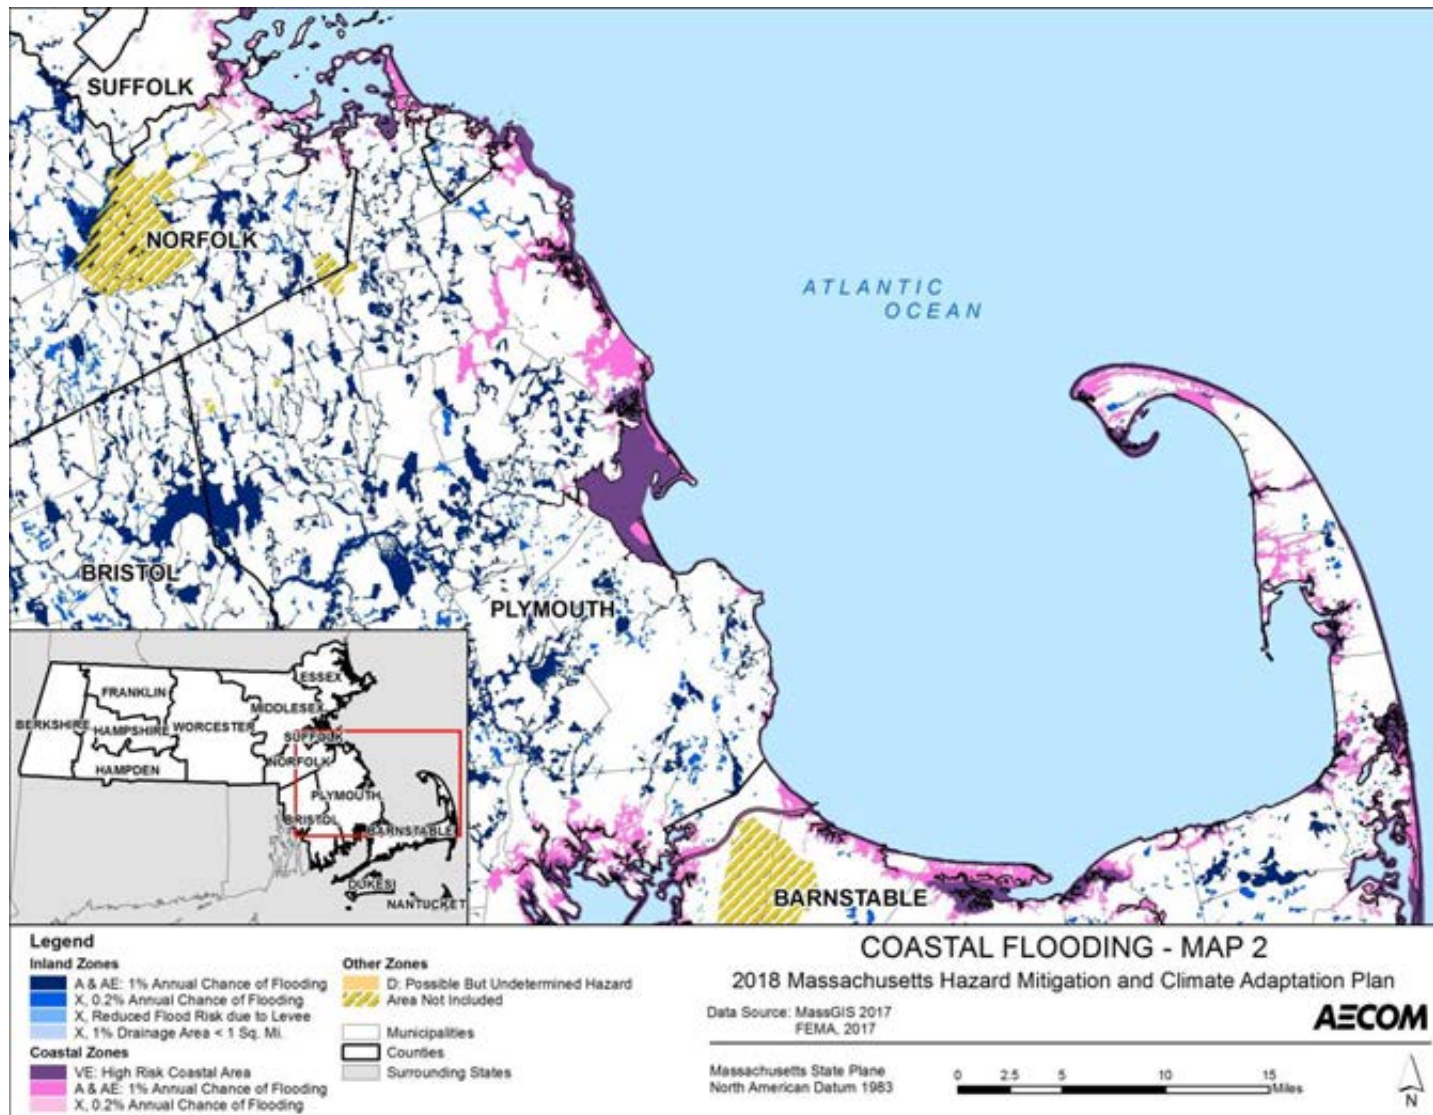 SUFFOLK
NORFOLK
ATLANTIC
OCEAN
BRISTOL
PLYMOUTH
BARNSTABLE
ESSEX
FRANKLIN
MIDDLESEX
BERKSHIRE
HAMPSHIRE
WORCESTER
SUFFOLK
NORFOLK
HAMPDEN
PLYMOUTH
BRISTOL
BARNSTABLE
DUKES
NANTUCKET
Legend
Inland Zones
A & AE: 1% Annual Chance of Flooding
X, 0.2% Annual Chance of Flooding
X, Reduced Flood Risk due to Levee
X, 1% Drainage Area < 1 Sq. Mi.
Coastal Zones
VE: High Risk Coastal Area
A & AE: 1% Annual Chance of Flooding
X, 0.2% Annual Chance of Flooding
Other Zones
D: Possible But Undetermined Hazard
Area Not Included
Municipalities
Counties
Surrounding States
COASTAL FLOODING - MAP 2
2018 Massachusetts Hazard Mitigation and Climate Adaptation Plan
Data Source: MassGIS 2017
FEMA, 2017
AECOM
Massachusetts State Plane
North American Datum 1983
0 2.5 5 10 15 Miles
N